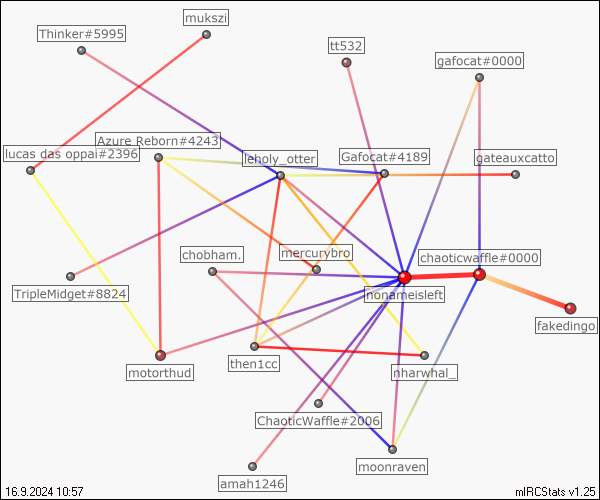 mukszi
Thinker#5995
tt532
gafocat#0000
Azure Reborn#4243
lucas das oppai#2396
leholy_otter
Gafocat#4189
gateauxcatto
chobham.
mercurybro
chaoticwaffle#0000
TripleMidget#8824
nonameisleft
fakedingo
motorthud
then1cc
nharwhal_
ChaoticWaffle#2006
amah1246
moonraven
16.9.2024 10:57
mIRCStats v1.25